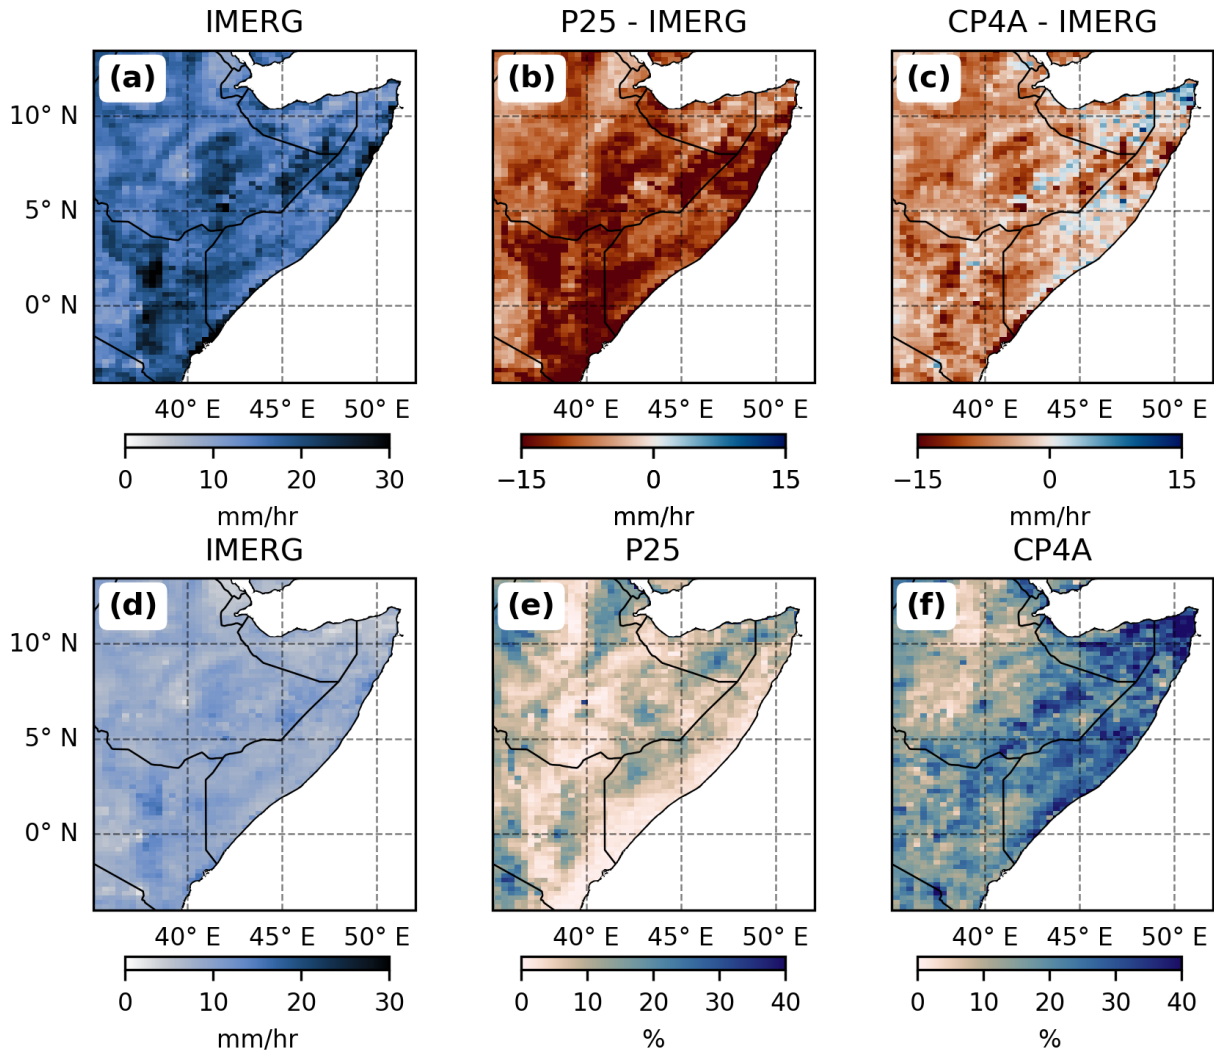 IMERG
P25 - IMERG
CP4A - IMERG
(a)
(b)
(c)
10° N
5° N
0° N
40° E 45° E 50° E
40° E 45° E 50° E
40° E 45° E 50° E
0 10 20 30
−15 0 15
−15 0 15
mm/hr
mm/hr
mm/hr
IMERG
P25
CP4A
(d)
(e)
(f)
10° N
5° N
0° N
40° E 45° E 50° E
40° E 45° E 50° E
40° E 45° E 50° E
0 10 20 30
0 10 20 30 40
0 10 20 30 40
mm/hr
%
%